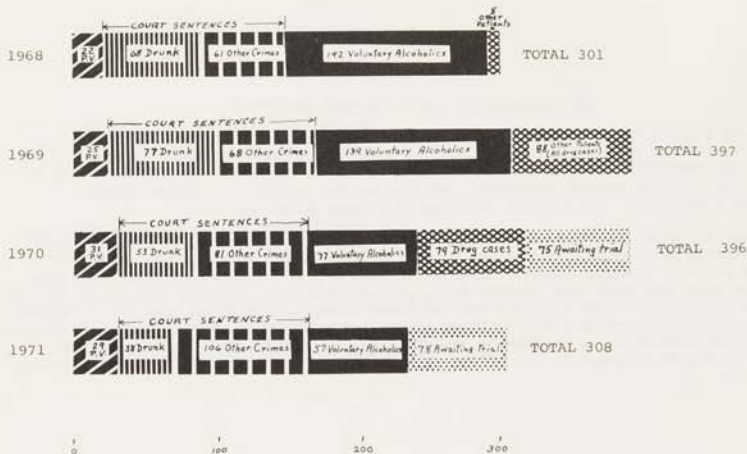 COURT SENTENCES
8
Other
Patients
1968
22
P.V.
68 Drunk
61 Other Crimes
142 Voluntary Alcoholics
TOTAL 301
COURT SENTENCES
1969
25
P.V.
77 Drunk
68 Other Crimes
139 Voluntary Alcoholics
88 Other Patients
(All drug cases)
TOTAL 397
COURT SENTENCES
1970
31
P.V.
53 Drunk
81 Other Crimes
77 Voluntary Alcoholics
79 Drug cases
75 Awaiting trial
TOTAL 396
COURT SENTENCES
1971
29
P.V.
38 Drunk
106 Other Crimes
57 Voluntary Alcoholics
78 Awaiting trial
TOTAL 308
0 100 200 300